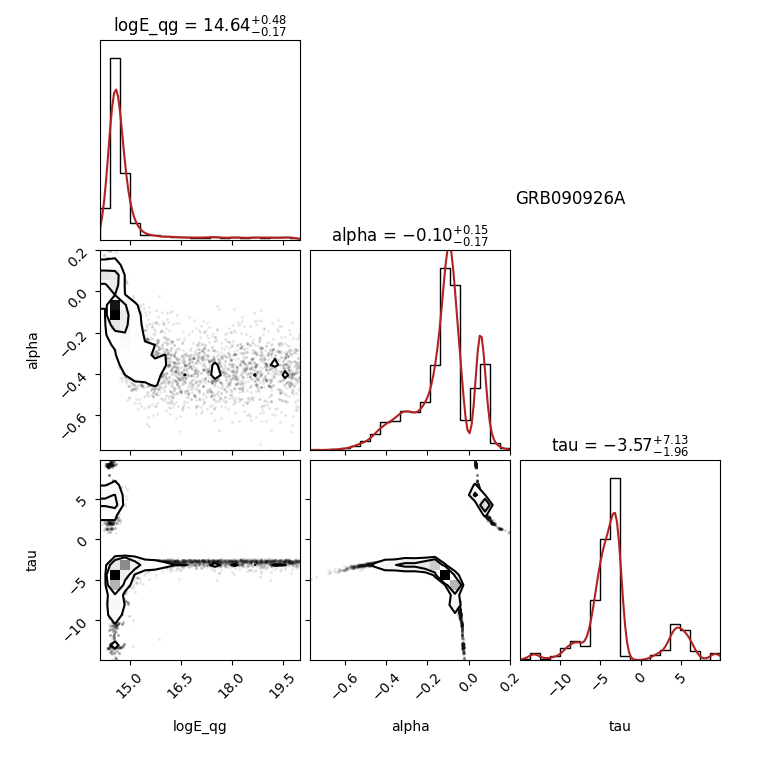 logE_qg = 14.64+0.48
−0.17
GRB090926A
alpha = −0.10+0.15
−0.17
0.2
0.0
−0.2
−0.4
−0.6
alpha
tau = −3.57+7.13
−1.96
5
0
−5
−10
tau
15.0 16.5 18.0 19.5
−0.6 −0.4 −0.2 0.0 0.2
−10 −5 0 5
logE_qg alpha tau